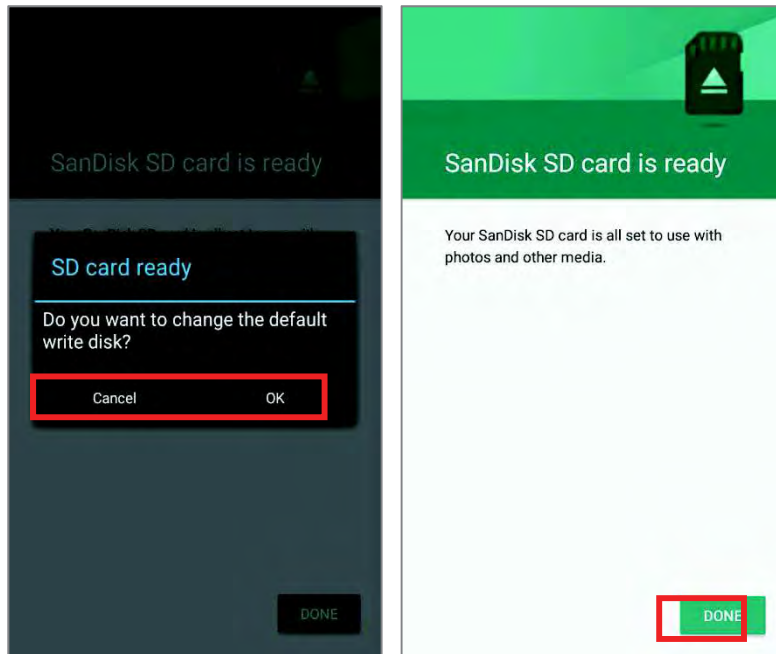 SanDisk SD card is ready
SD card ready
Do you want to change the default
write disk?
Cancel OK
DONE
SanDisk SD card is ready
Your SanDisk SD card is all set to use with
photos and other media.
DONE